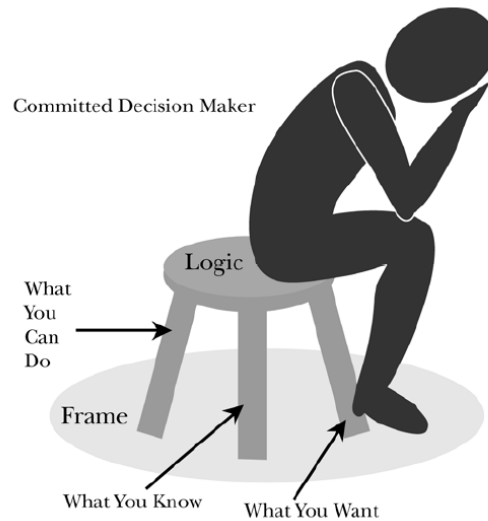 Committed Decision Maker
Logic
What
You
Can
Do
Frame
What You Know
What You Want